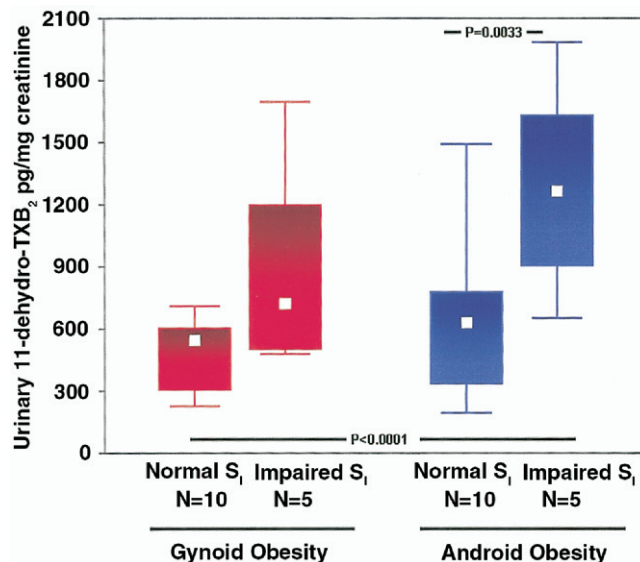 Urinary 11-dehydro-TXB₂ pg/mg creatinine
2100
1800
1500
1200
900
600
300
0
P=0.0033
P<0.0001
Normal Sᵢ Impaired Sᵢ Normal Sᵢ Impaired Sᵢ
N=10 N=5 N=10 N=5
Gynoid Obesity Android Obesity